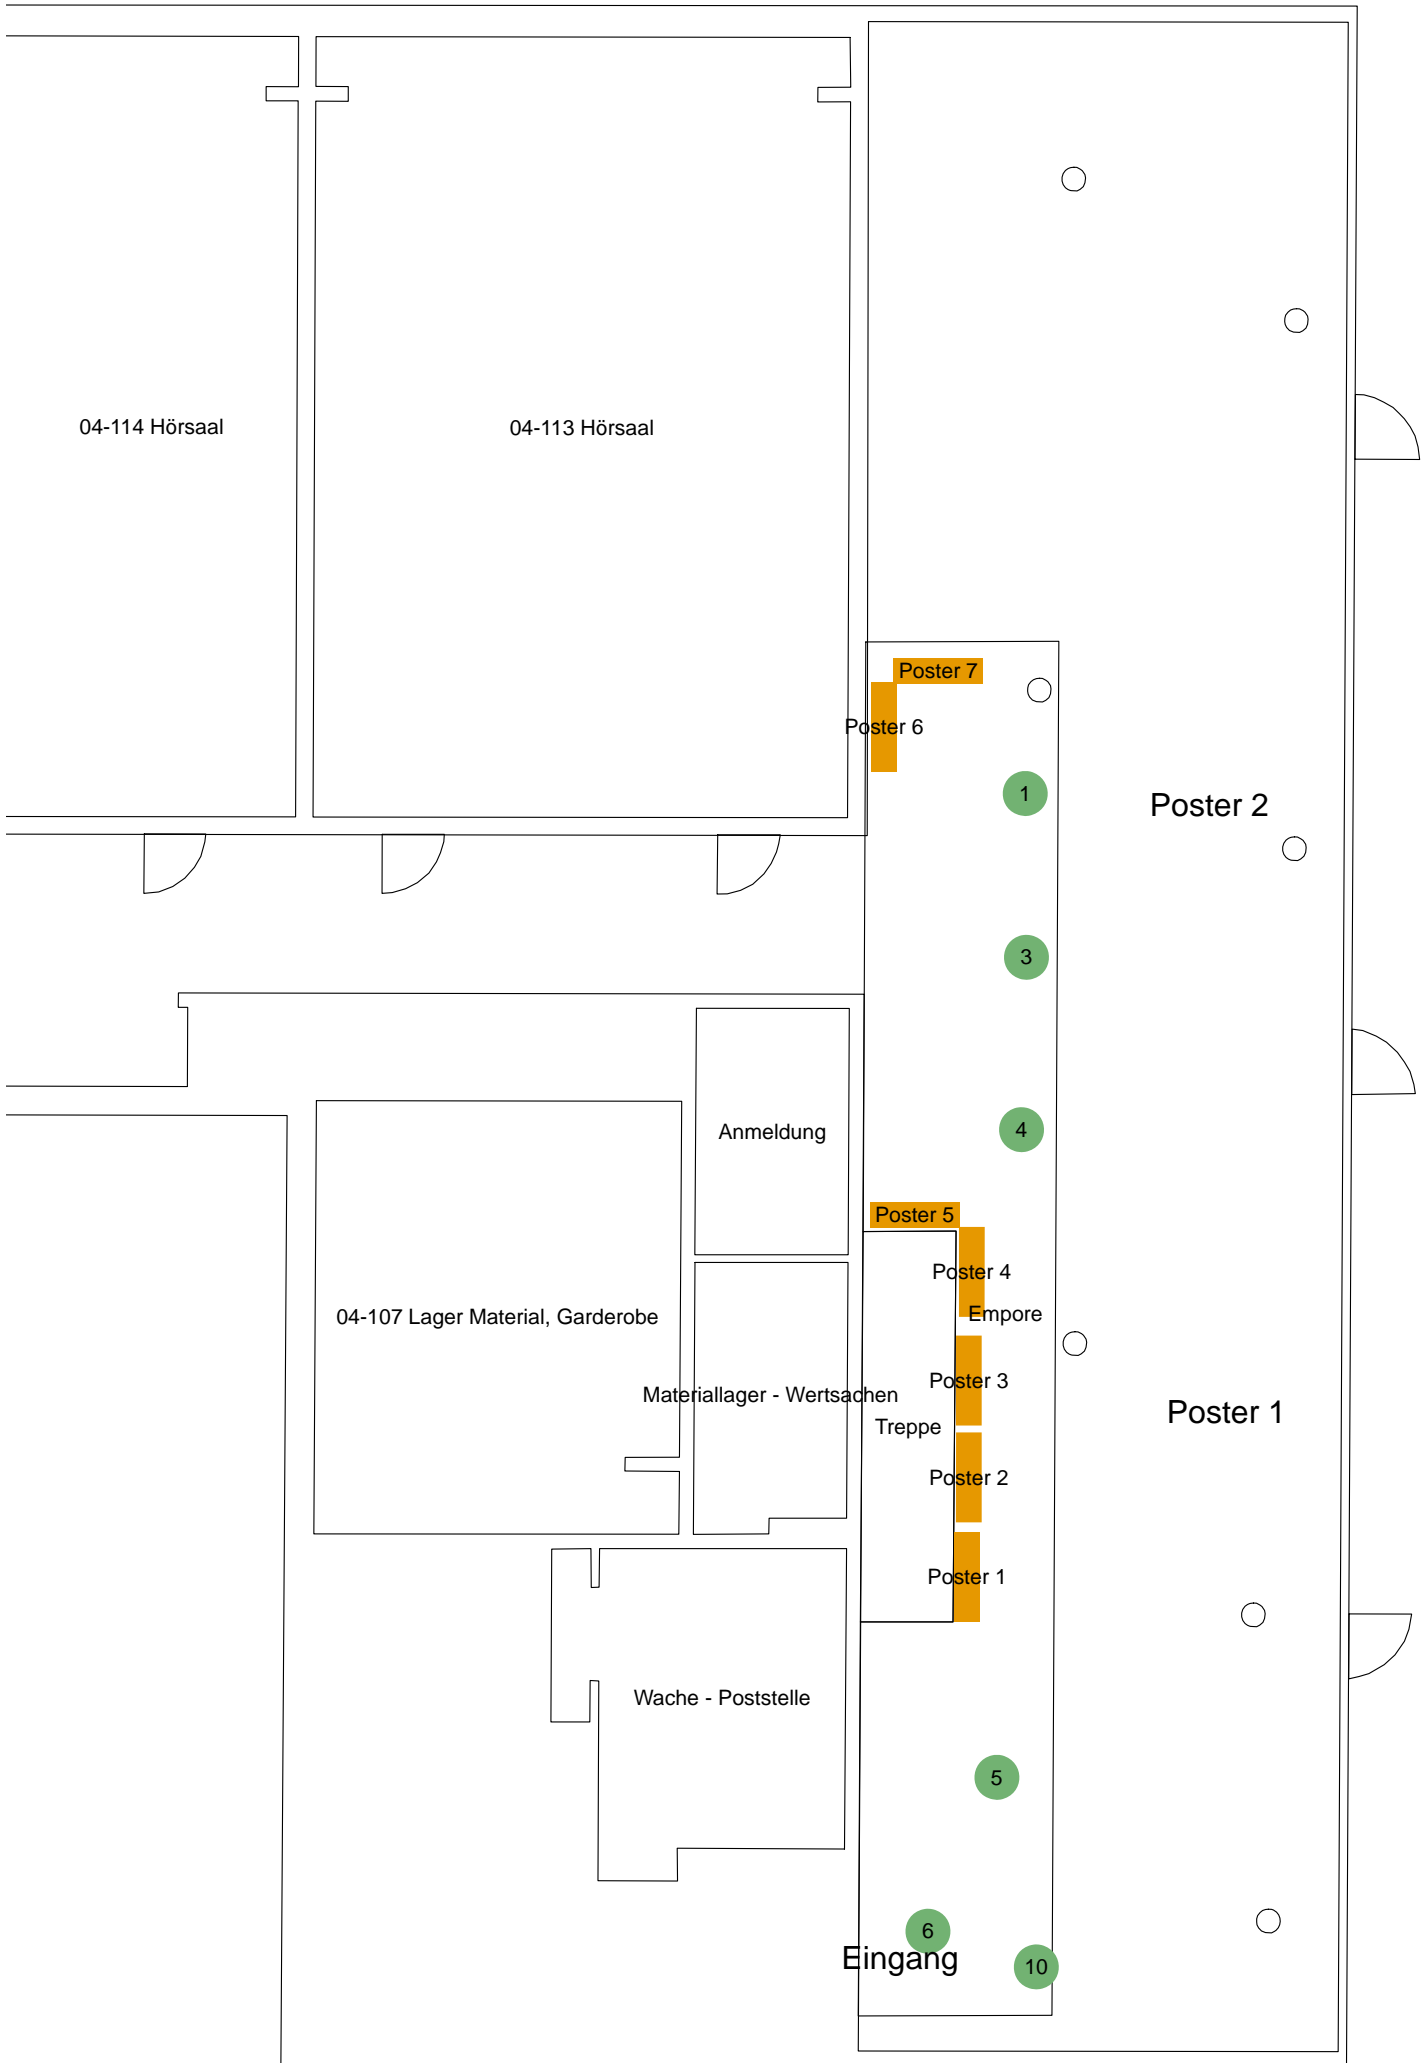 04-114 Hörsaal
04-113 Hörsaal
Poster 7
Poster 6
1
Poster 2
3
4
Anmeldung
Poster 5
Poster 4
Empore
04-107 Lager Material, Garderobe
Poster 3
Materiallager - Wertsachen
Poster 1
Treppe
Poster 2
Poster 1
Wache - Poststelle
5
6
Eingang
10